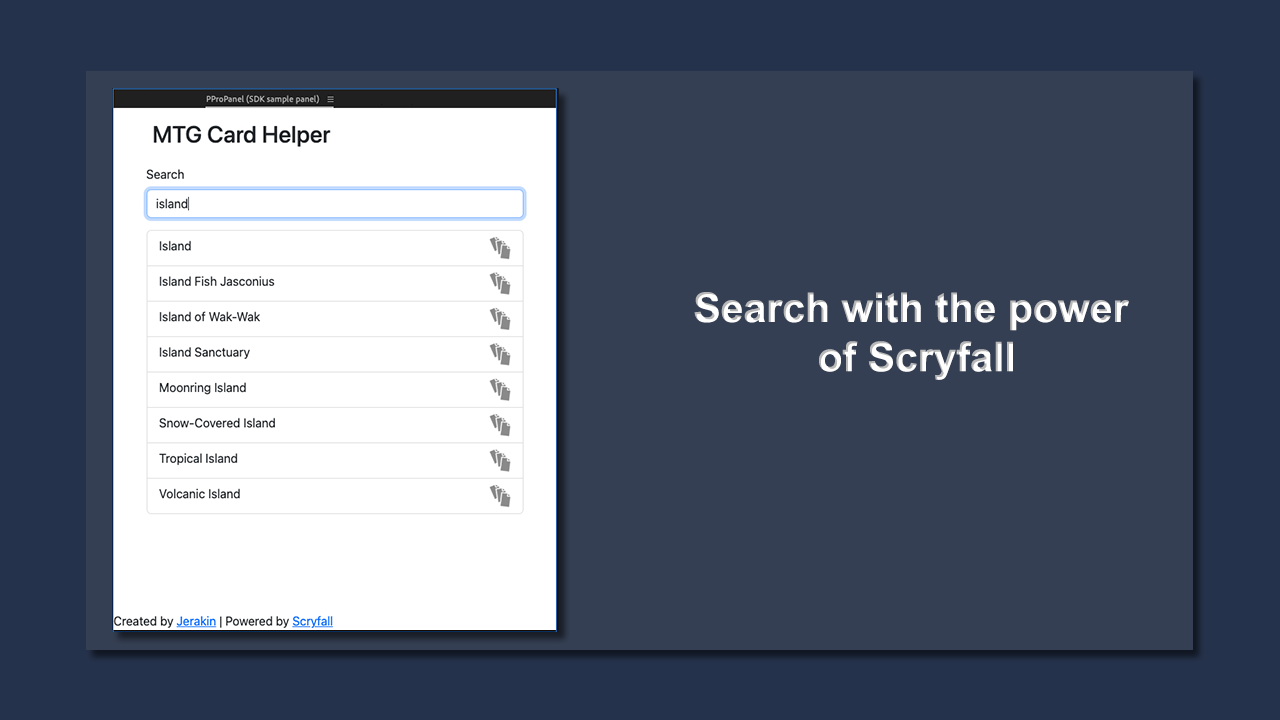 PProPanel (SDK sample panel)
MTG Card Helper
Search
island
Island
Island Fish Jasconius
Island of Wak-Wak
Island Sanctuary
Moonring Island
Snow-Covered Island
Tropical Island
Volcanic Island
Created by Jerakin | Powered by Scryfall
Search with the power
of Scryfall